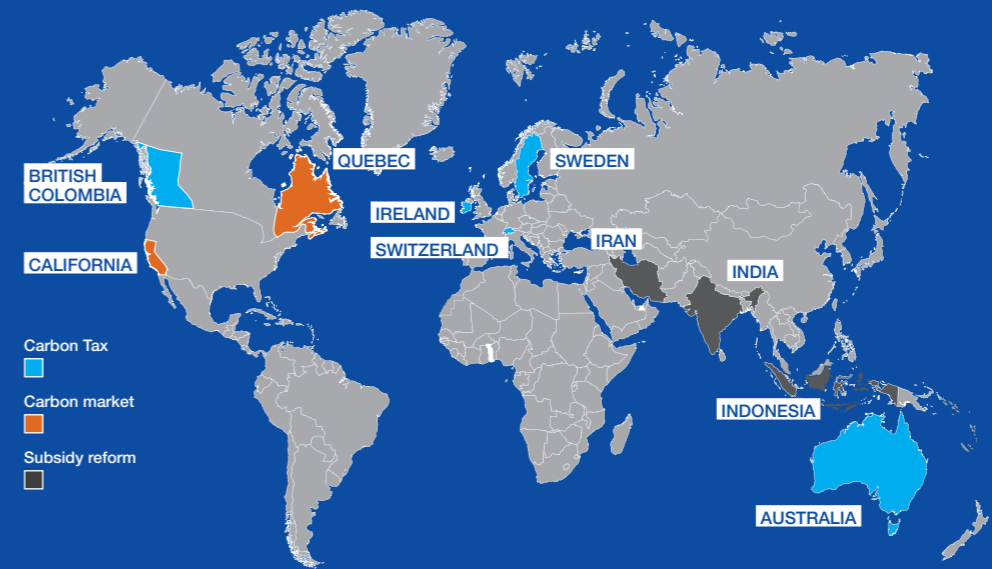 QUEBEC
SWEDEN
BRITISH
COLOMBIA
IRELAND
SWITZERLAND
IRAN
CALIFORNIA
INDIA
Carbon Tax
Carbon market
INDONESIA
Subsidy reform
AUSTRALIA